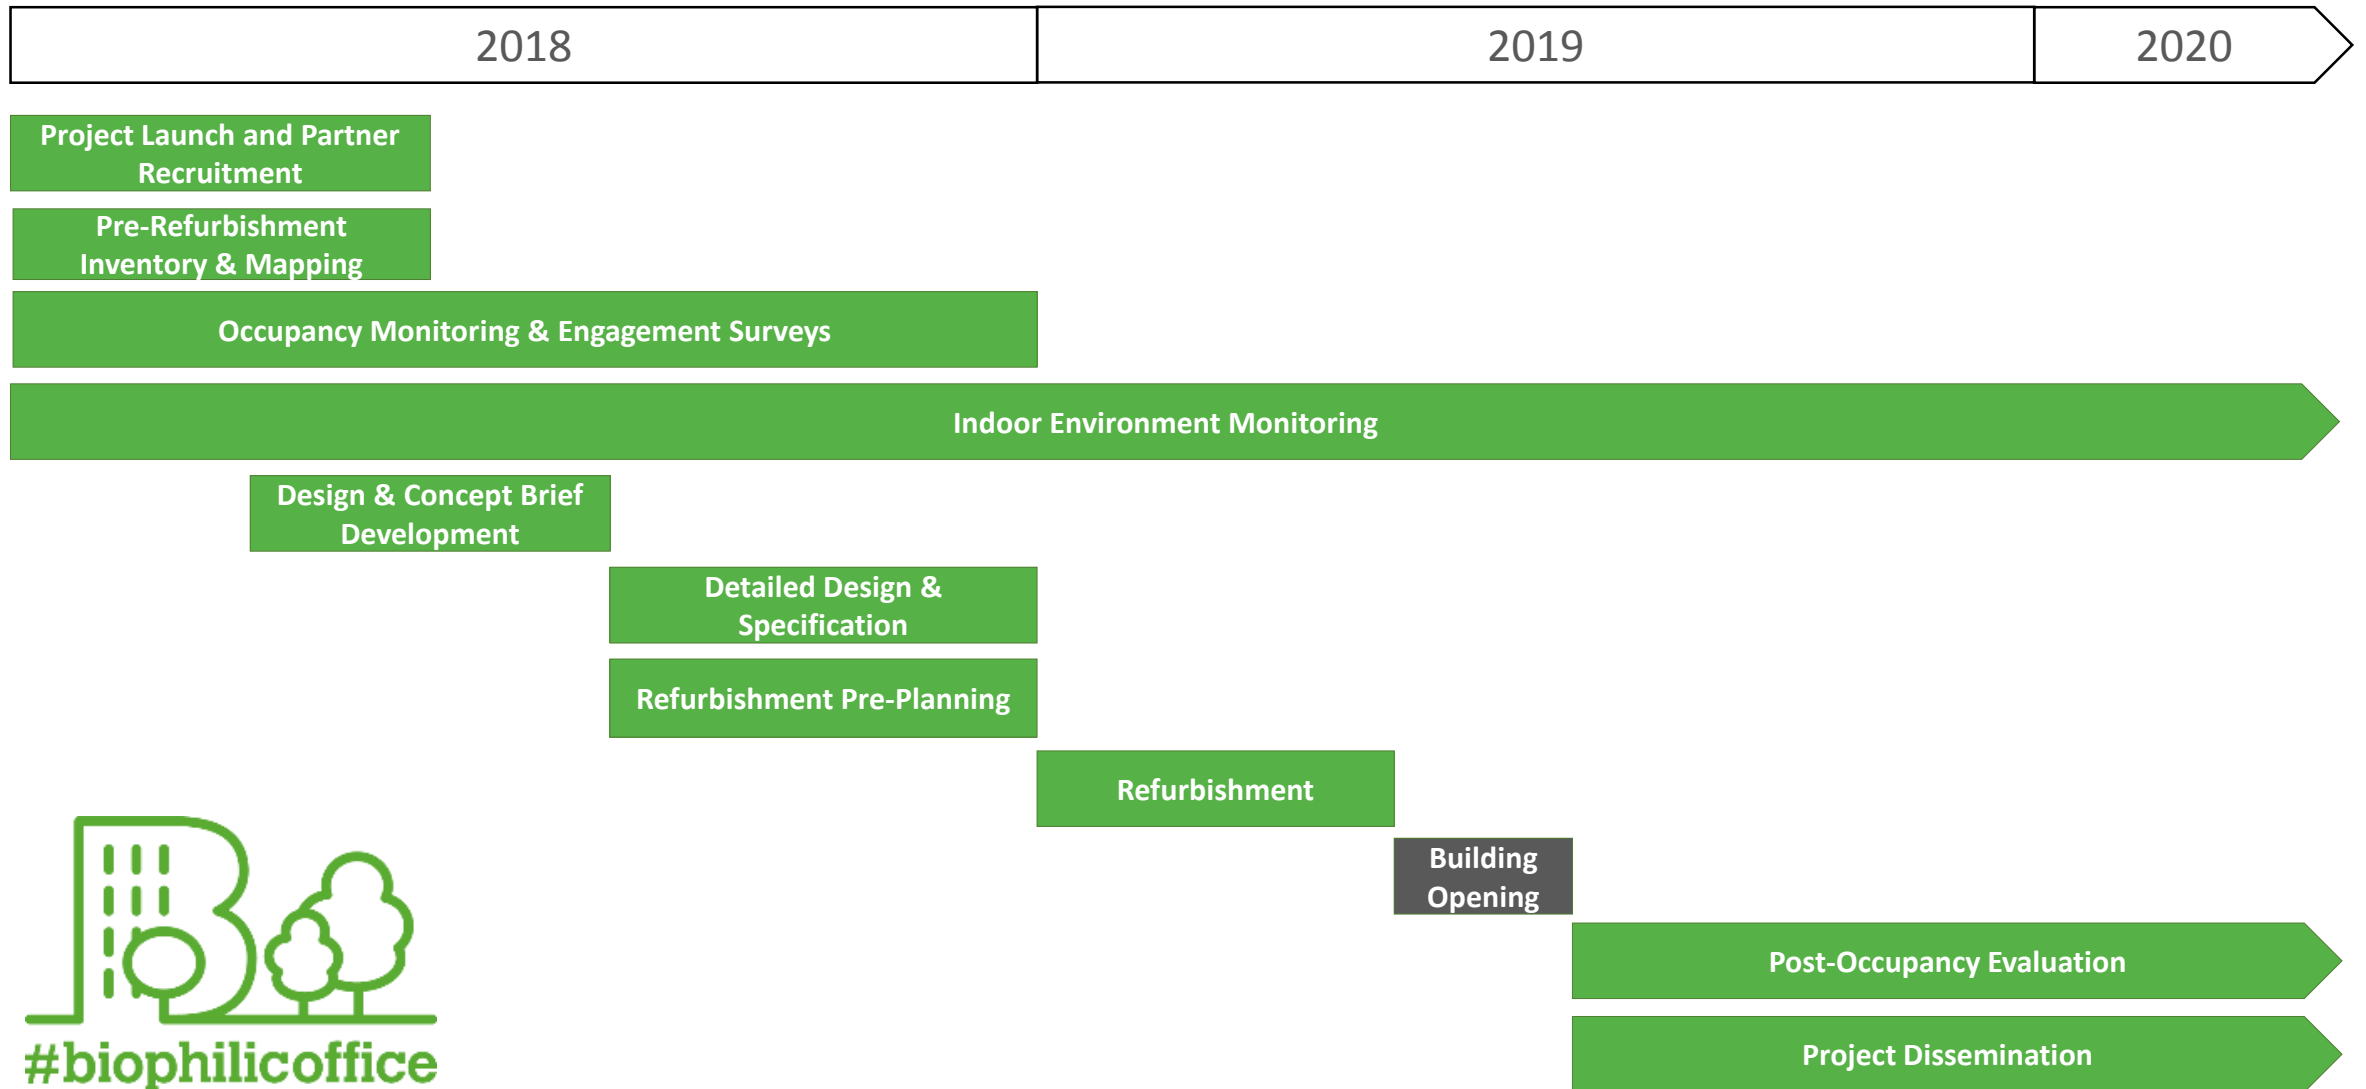 2018
2019
2020
Project Launch and Partner
Recruitment
Pre-Refurbishment
Inventory & Mapping
Occupancy Monitoring & Engagement Surveys
Indoor Environment Monitoring
Design & Concept Brief
Development
Detailed Design &
Specification
Refurbishment Pre-Planning
Refurbishment
Building
Opening
Post-Occupancy Evaluation
Project Dissemination
#biophilicoffice